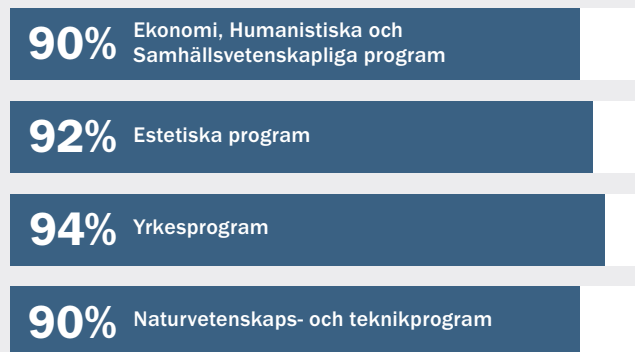 90% Ekonomi, Humanistiska och
Samhällsvetenskapliga program
92% Estetiska program
94% Yrkesprogram
90% Naturvetenskaps- och teknikprogram